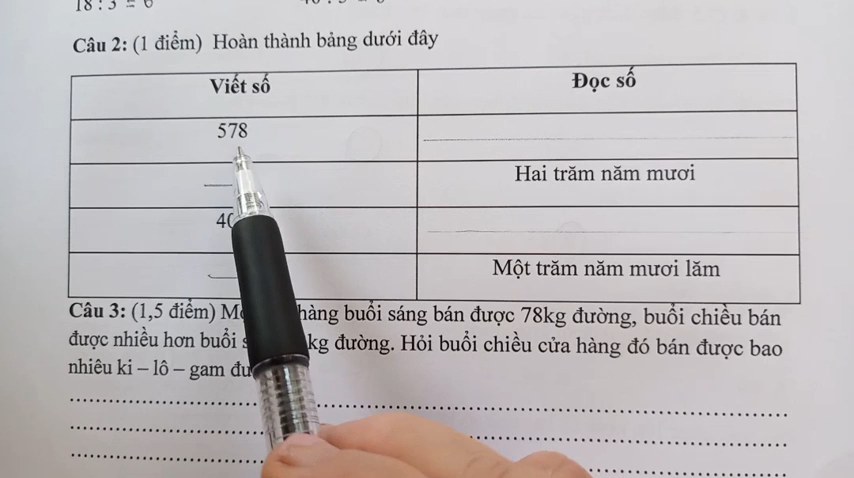 18 : 3 = 6
Câu 2: (1 điểm) Hoàn thành bảng dưới đây
Viết số
Đọc số
578
Hai trăm năm mươi
Một trăm năm mươi lăm
Câu 3: (1,5 điểm) hàng buổi sáng bán được 78kg đường, buổi chiều bán
được nhiều hơn buổi kg đường. Hỏi buổi chiều cửa hàng đó bán được bao
nhiêu ki – lô – gam